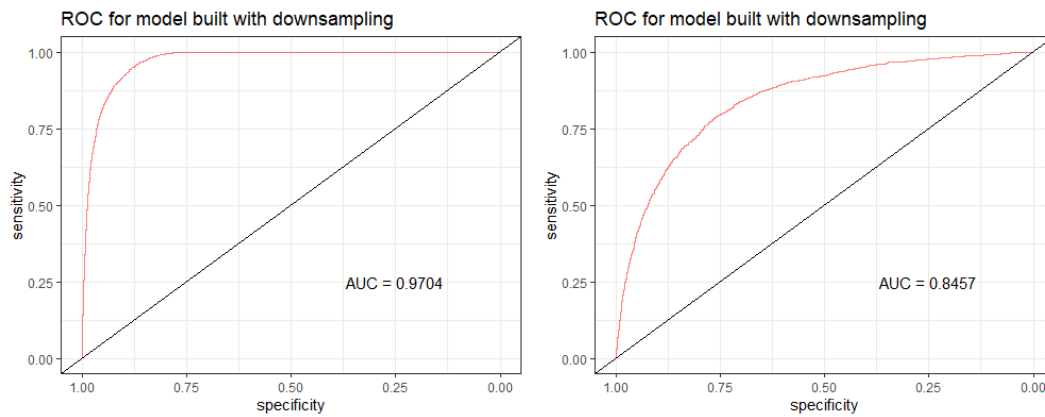 ROC for model built with downsampling
1.00
0.75
0.50
0.25
0.00
sensitivity
AUC = 0.9704
1.00 0.75 0.50 0.25 0.00
specificity
ROC for model built with downsampling
1.00
0.75
0.50
0.25
0.00
sensitivity
AUC = 0.8457
1.00 0.75 0.50 0.25 0.00
specificity